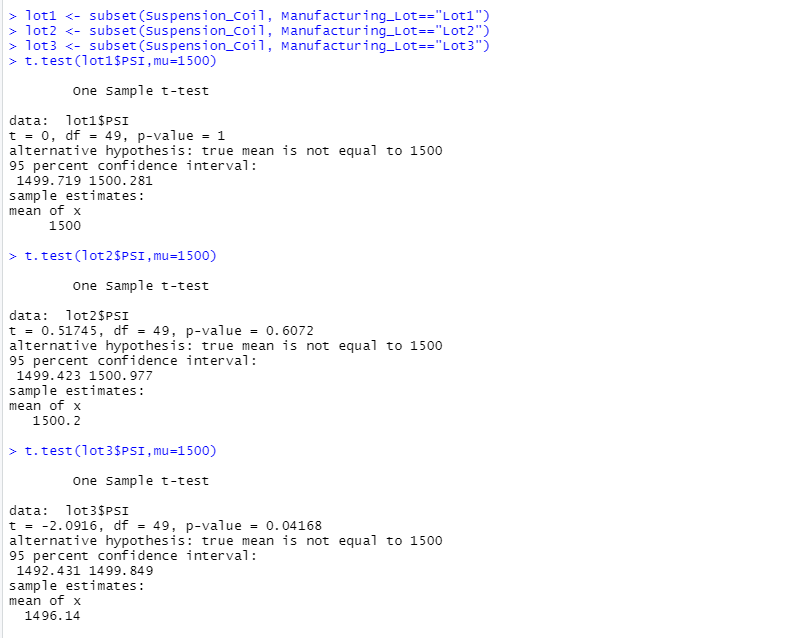 > lot1 <- subset(Suspension_Coil, Manufacturing_Lot=="Lot1")
> lot2 <- subset(Suspension_Coil, Manufacturing_Lot=="Lot2")
> lot3 <- subset(Suspension_Coil, Manufacturing_Lot=="Lot3")
> t.test(lot1$PSI,mu=1500)
One Sample t-test
data:  lot1$PSI
t = 0, df = 49, p-value = 1
alternative hypothesis: true mean is not equal to 1500
95 percent confidence interval:
1499.719 1500.281
sample estimates:
mean of x
1500
> t.test(lot2$PSI,mu=1500)
One Sample t-test
data:  lot2$PSI
t = 0.51745, df = 49, p-value = 0.6072
alternative hypothesis: true mean is not equal to 1500
95 percent confidence interval:
1499.423 1500.977
sample estimates:
mean of x
1500.2
> t.test(lot3$PSI,mu=1500)
One Sample t-test
data:  lot3$PSI
t = -2.0916, df = 49, p-value = 0.04168
alternative hypothesis: true mean is not equal to 1500
95 percent confidence interval:
1492.431 1499.849
sample estimates:
mean of x
1496.14